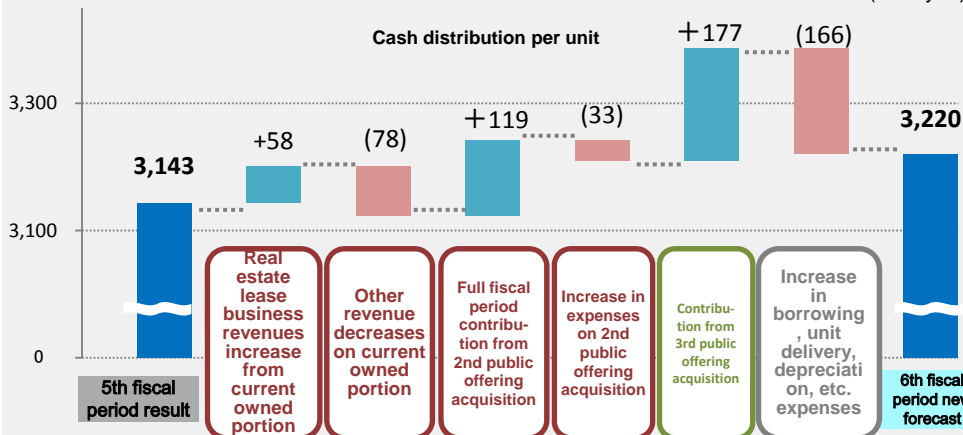 Cash distribution per unit
3,300
3,100
0
3,143
+58
(78)
+119
(33)
+177
(166)
3,220
5th fiscal
period result
Real
estate
lease
business
revenues
increase
from
current
owned
portion
Other
revenue
decreases
on current
owned
portion
Full fiscal
period
contribu-
tion from
2nd public
offering
acquisition
Increase in
expenses
on 2nd
public
offering
acquisition
Contribu-
tion from
3rd public
offering
acquisition
Increase
in
borrowing
, unit
delivery,
depreciati
on, etc.
expenses
6th fiscal
period new
forecast